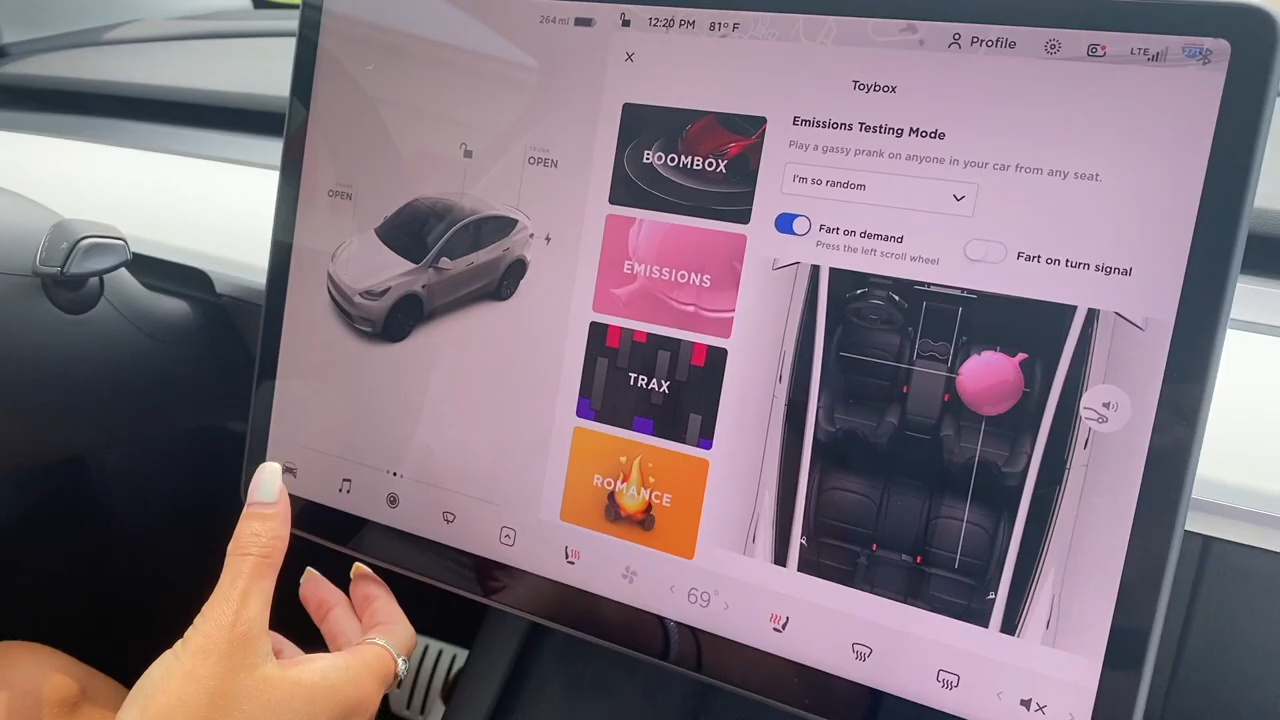 264 mi
12:20 PM
81° F
Profile
LTE
Toybox
TRUNK
OPEN
OPEN
BOOMBOX
EMISSIONS
TRAX
ROMANCE
Emissions Testing Mode
Play a gassy prank on anyone in your car from any seat.
I'm so random
Fart on demand
Press the left scroll wheel
Fart on turn signal
69°